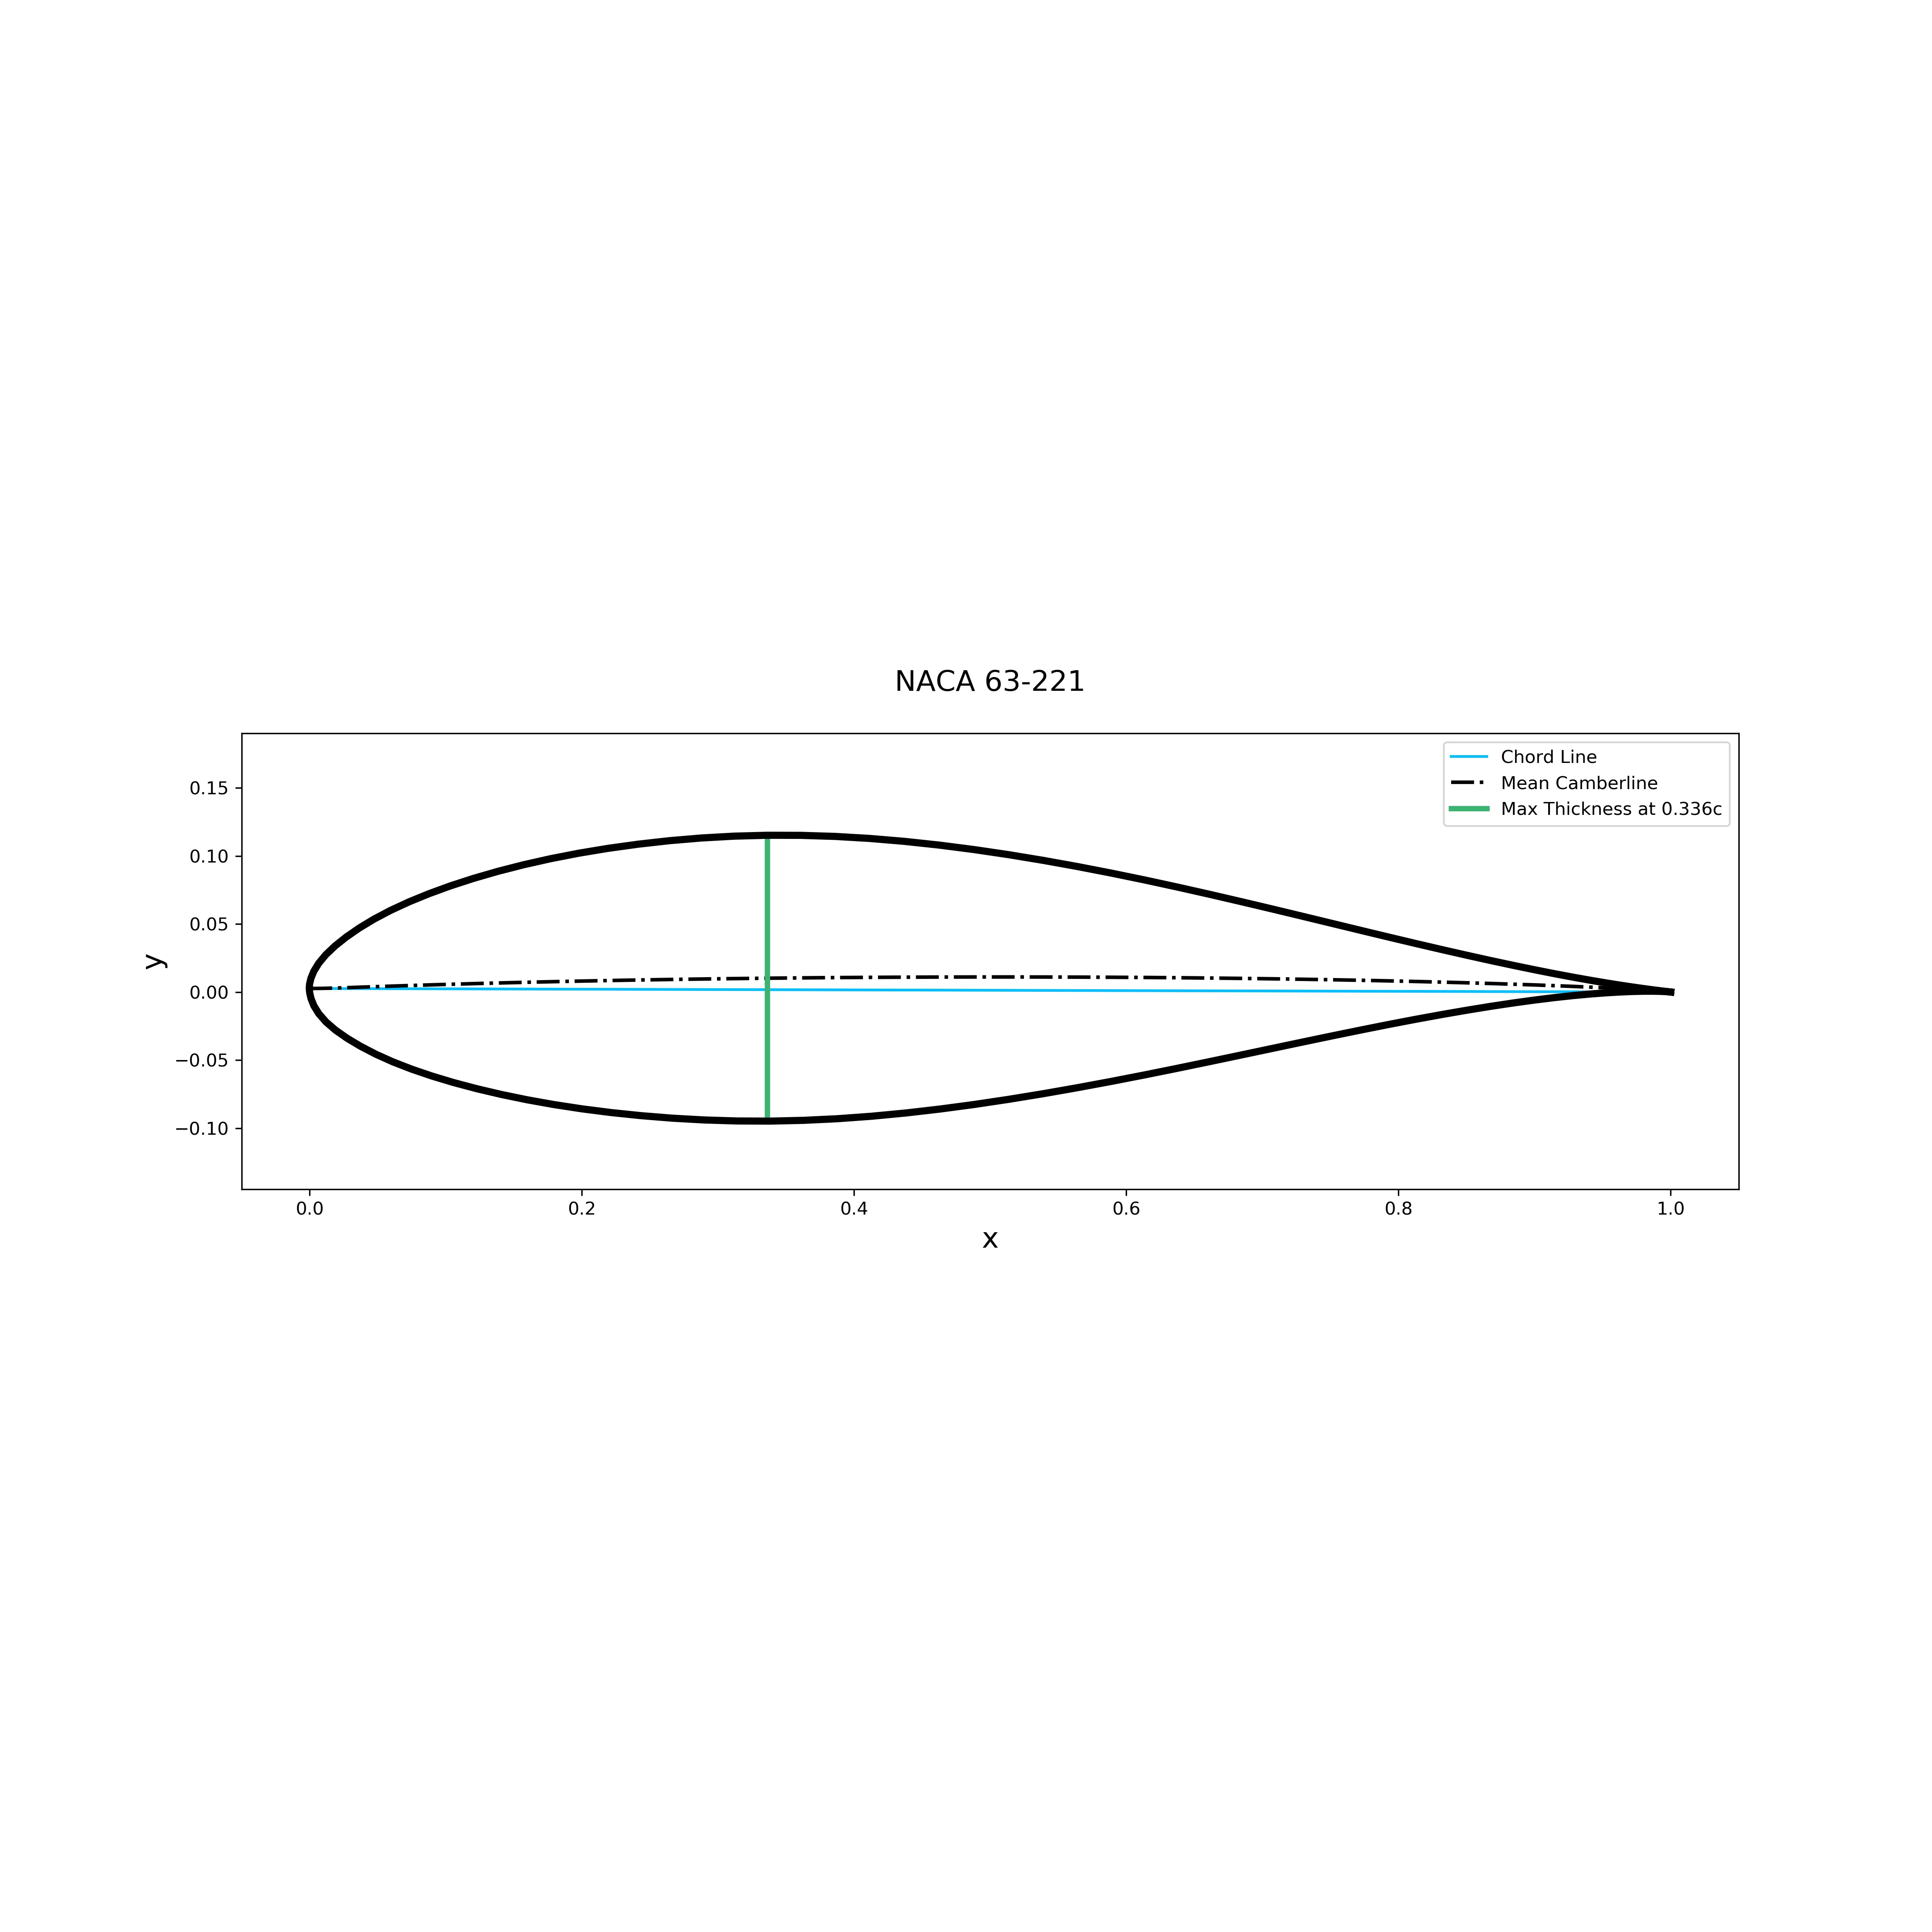 NACA 63-221
Chord Line
Mean Camberline
Max Thickness at 0.336c
0.15
0.10
0.05
0.00
−0.05
−0.10
y
0.0 0.2 0.4 0.6 0.8 1.0
x